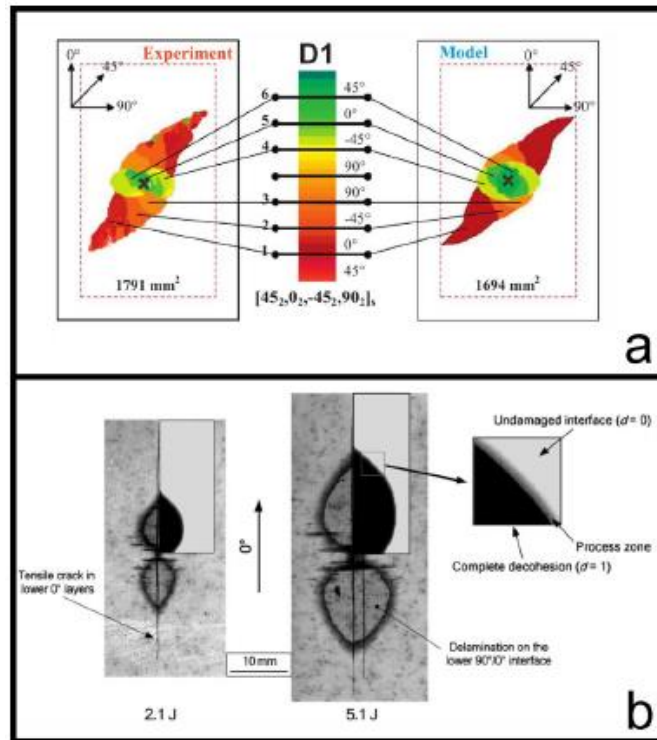 Experiment
D1
Model
0°
45°
90°
0°
45°
90°
6
5
4
3
2
1
45°
0°
-45°
90°
90°
-45°
0°
45°
1791 mm²
[45₂,0₂,-45₂,90₂]ₛ
1694 mm²
a
Undamaged interface (d = 0)
Process zone
Complete decohesion (d = 1)
0°
Tensile crack in
lower 0° layers
10 mm
Delamination on the
lower 90°/0° interface
2.1 J
5.1 J
b